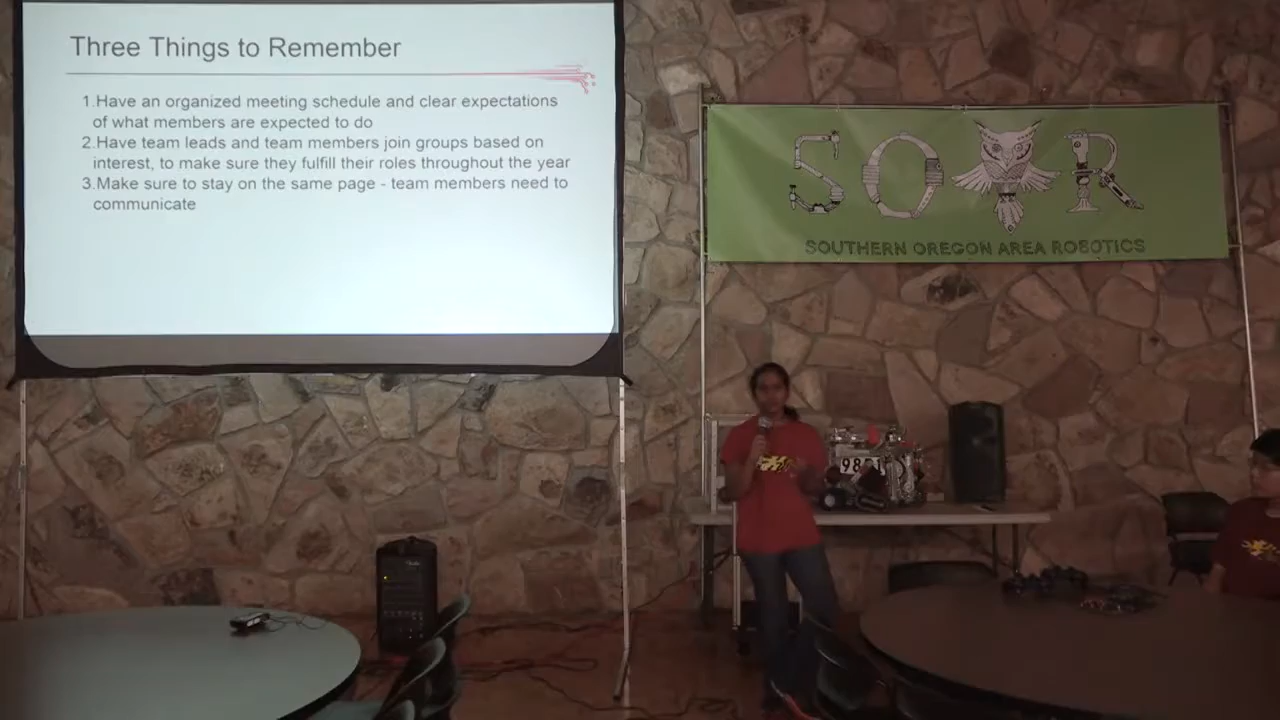 Three Things to Remember
1.Have an organized meeting schedule and clear expectations
of what members are expected to do
2.Have team leads and team members join groups based on
interest, to make sure they fulfill their roles throughout the year
3.Make sure to stay on the same page - team members need to
communicate
SOAR
SOUTHERN OREGON AREA ROBOTICS